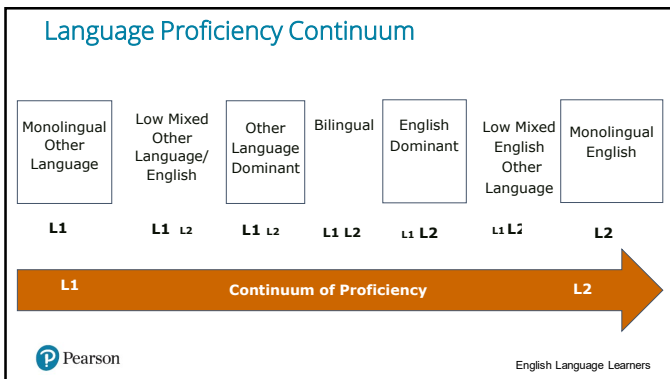 Language Proficiency Continuum
Monolingual
Other
Language
Low Mixed
Other
Language/
English
Other
Language
Dominant
Bilingual
English
Dominant
Low Mixed
English
Other
Language
Monolingual
English
L1
L1 L2
L1 L2
L1 L2
L1 L2
L1 L2
L2
L1
Continuum of Proficiency
L2
Pearson
English Language Learners